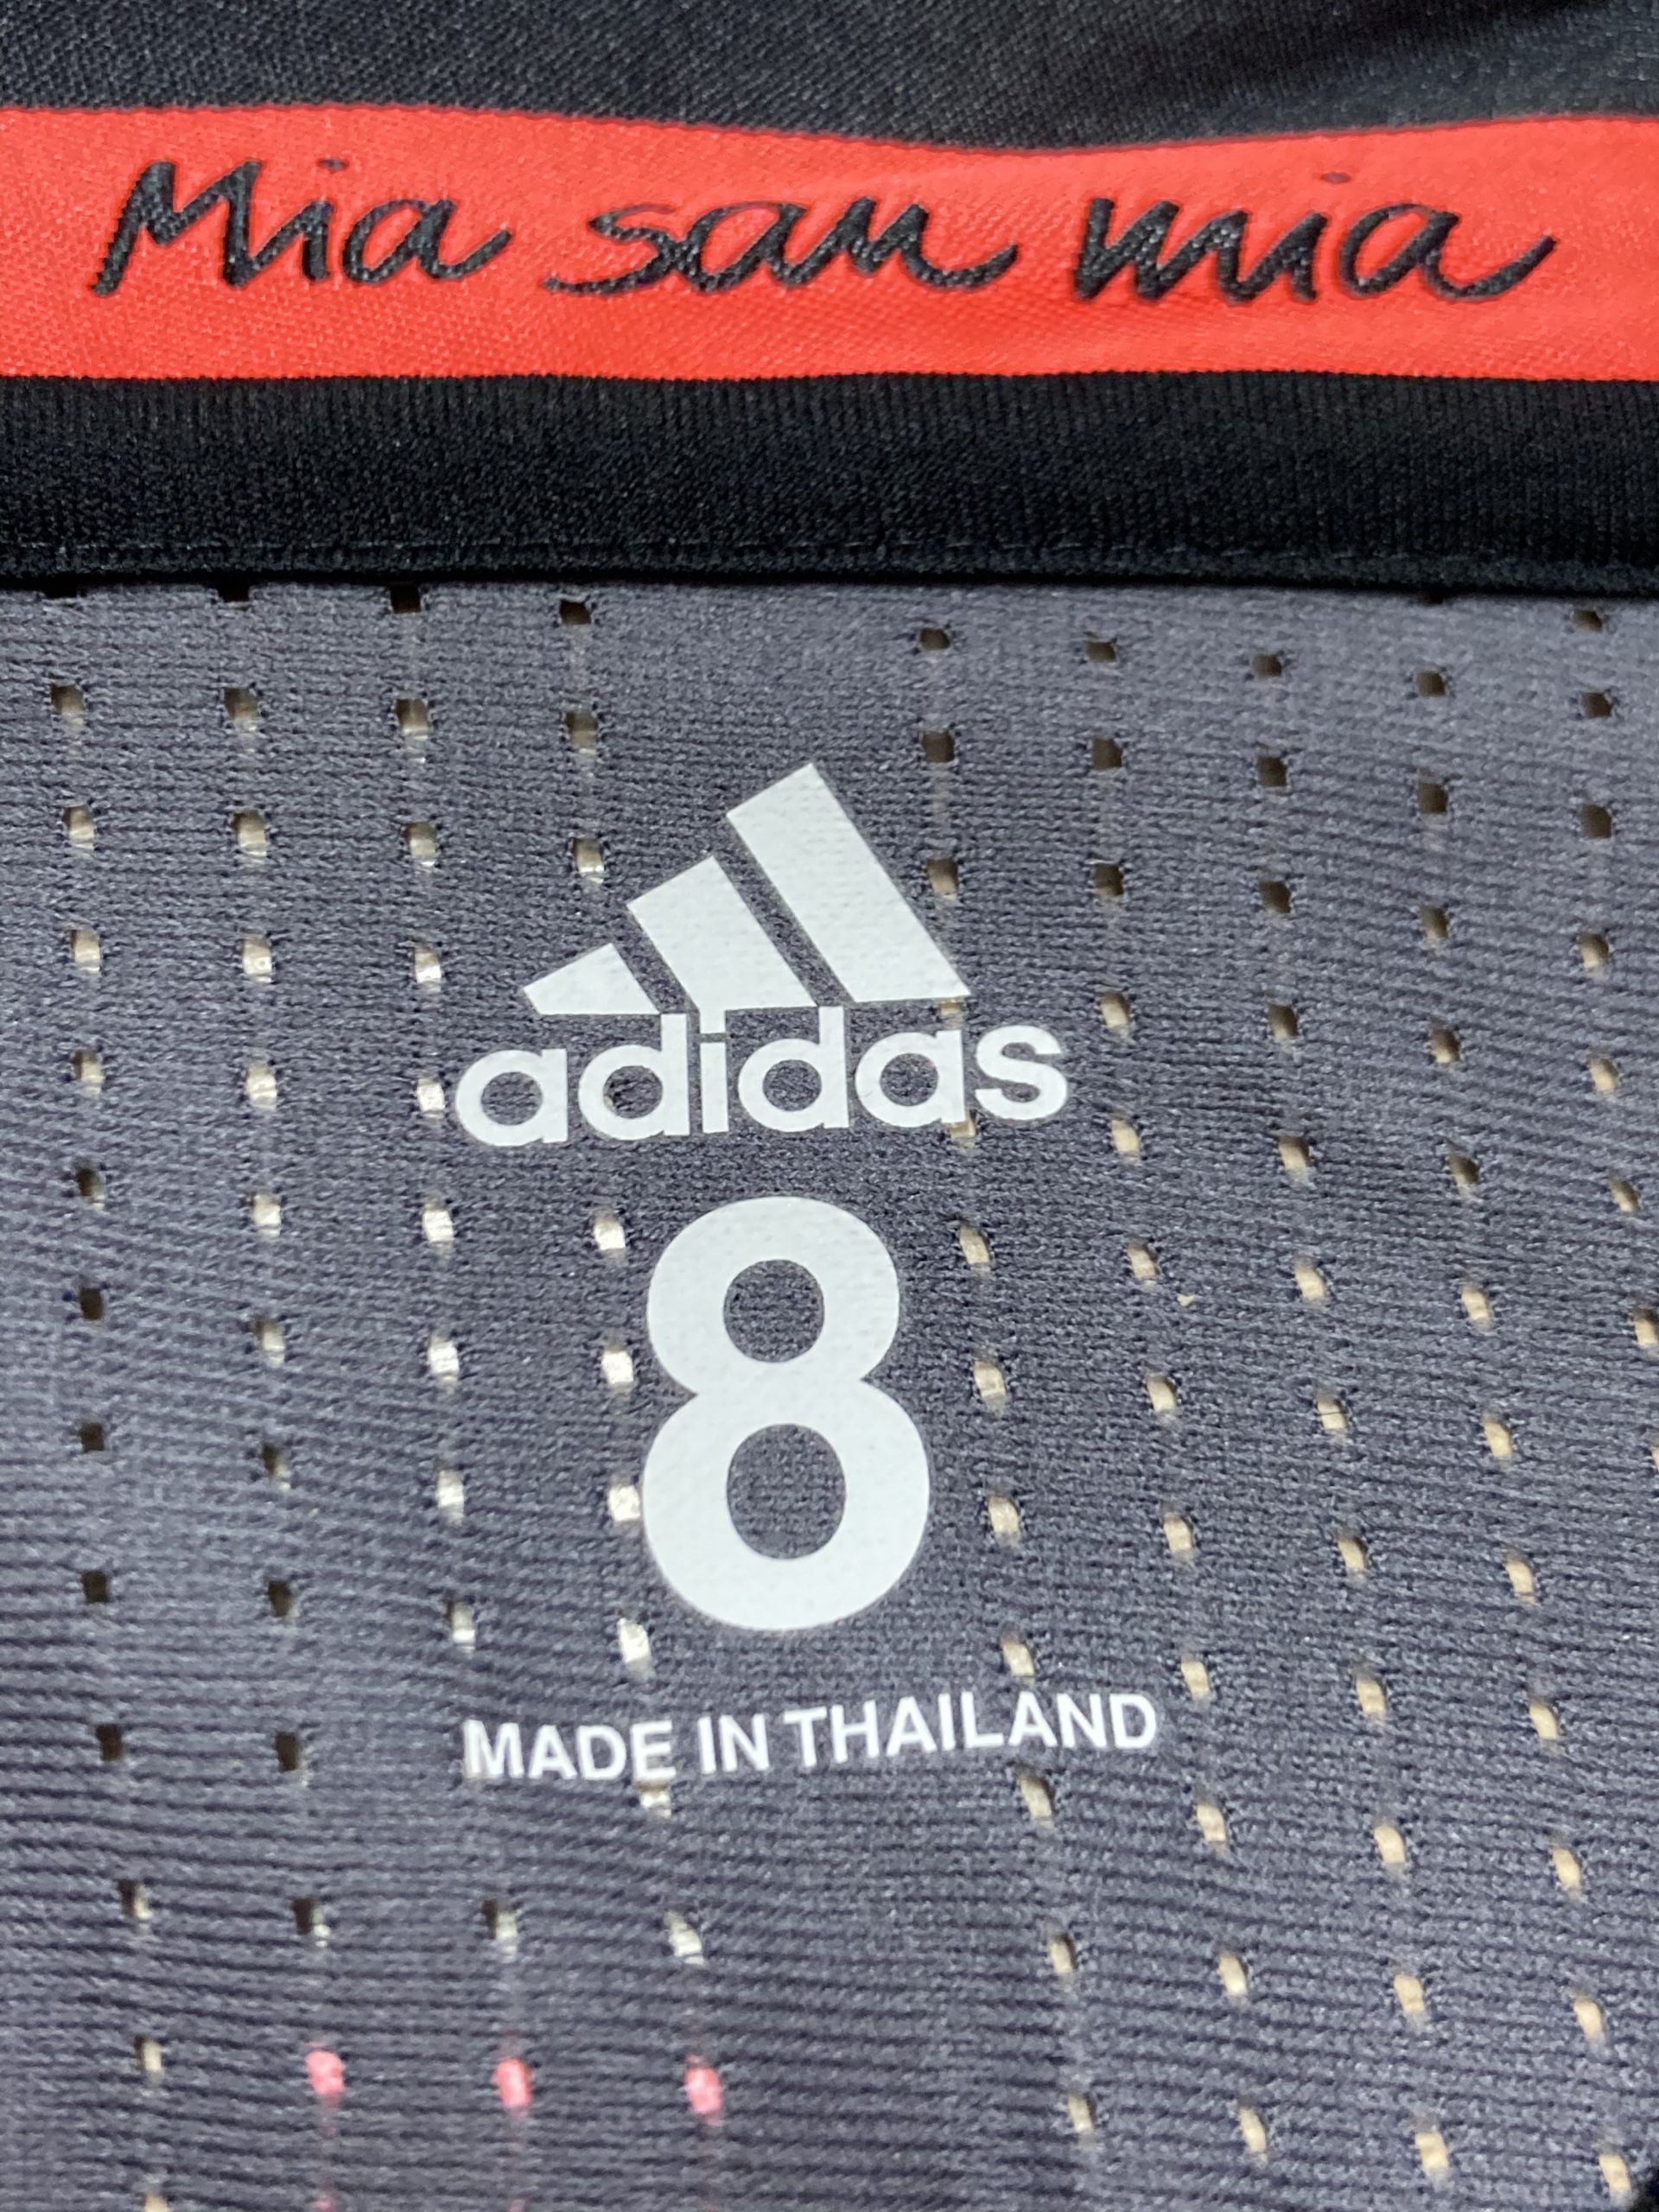 Mia san mia
adidas
8
MADE IN THAILAND